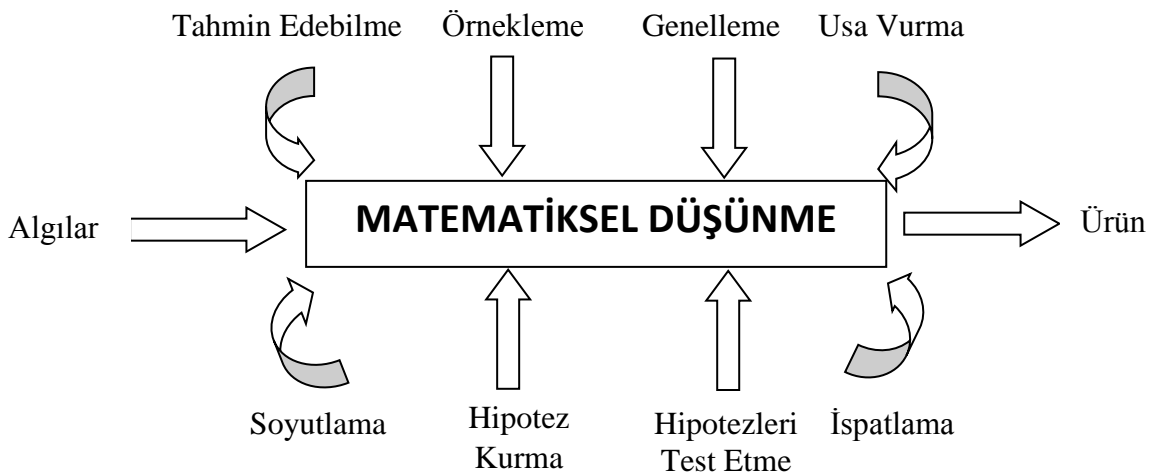 Tahmin Edebilme Örnekleme Genelleme Usa Vurma
MATEMATİKSEL DÜŞÜNME
Algılar
Ürün
Soyutlama
Hipotez
Kurma
Hipotezleri
Test Etme
İspatlama